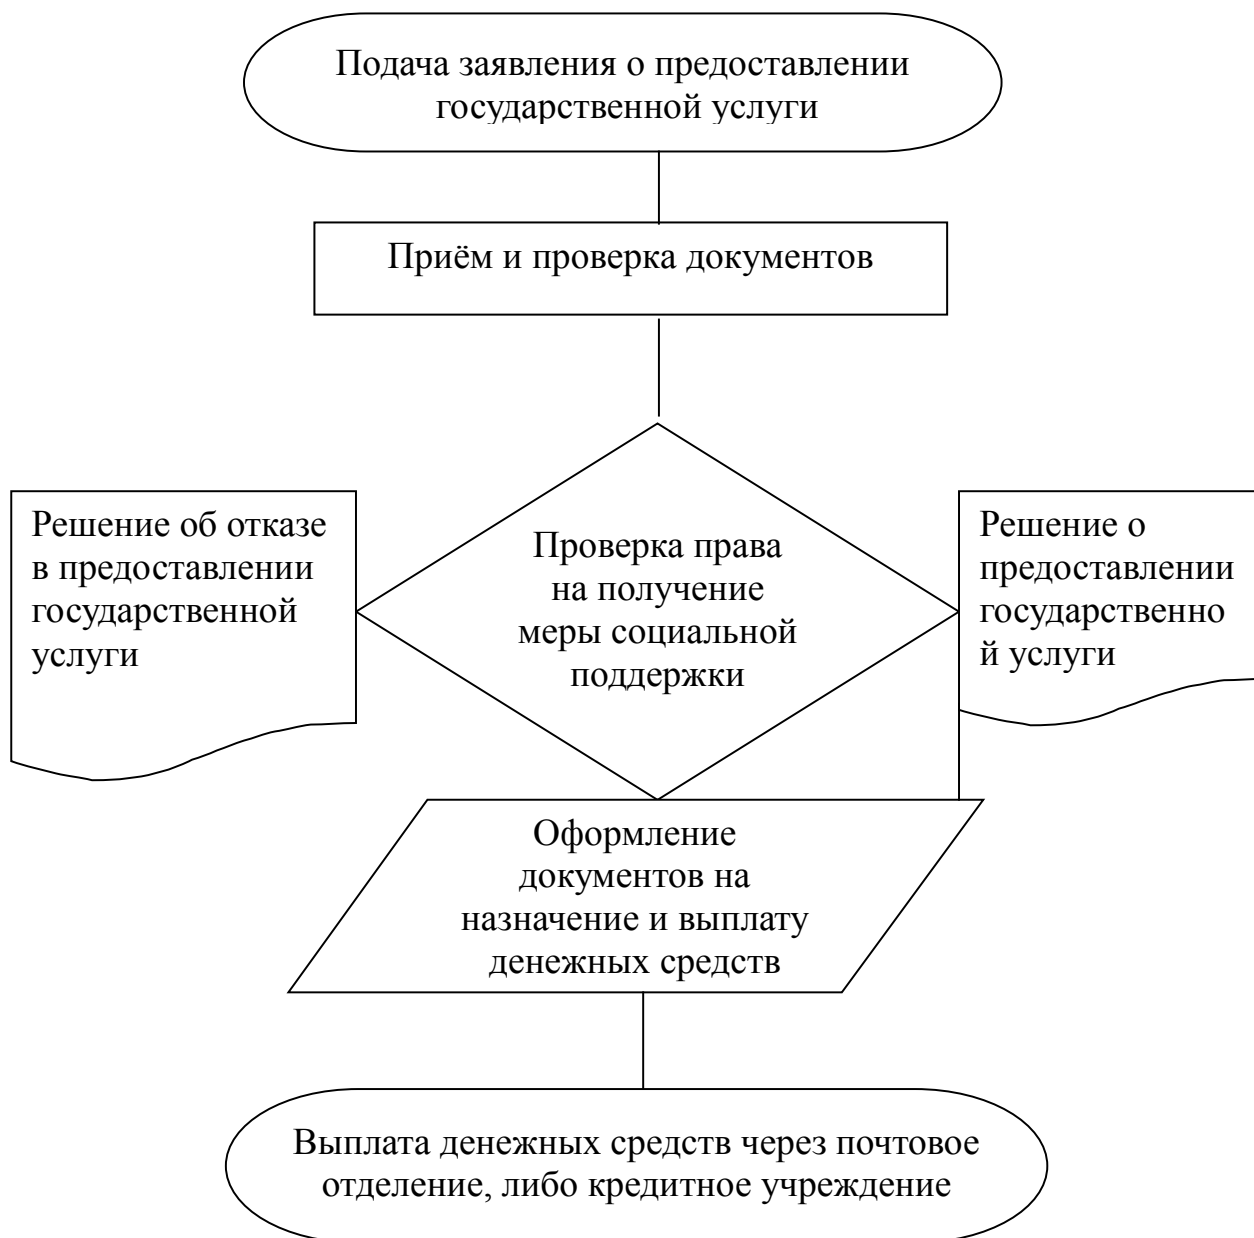 Подача заявления о предоставлении
государственной услуги
Приём и проверка документов
Решение об отказе
в предоставлении
государственной
услуги
Проверка права
на получение
меры социальной
поддержки
Решение о
предоставлении
государственно
й услуги
Оформление
документов на
назначение и выплату
денежных средств
Выплата денежных средств через почтовое
отделение, либо кредитное учреждение